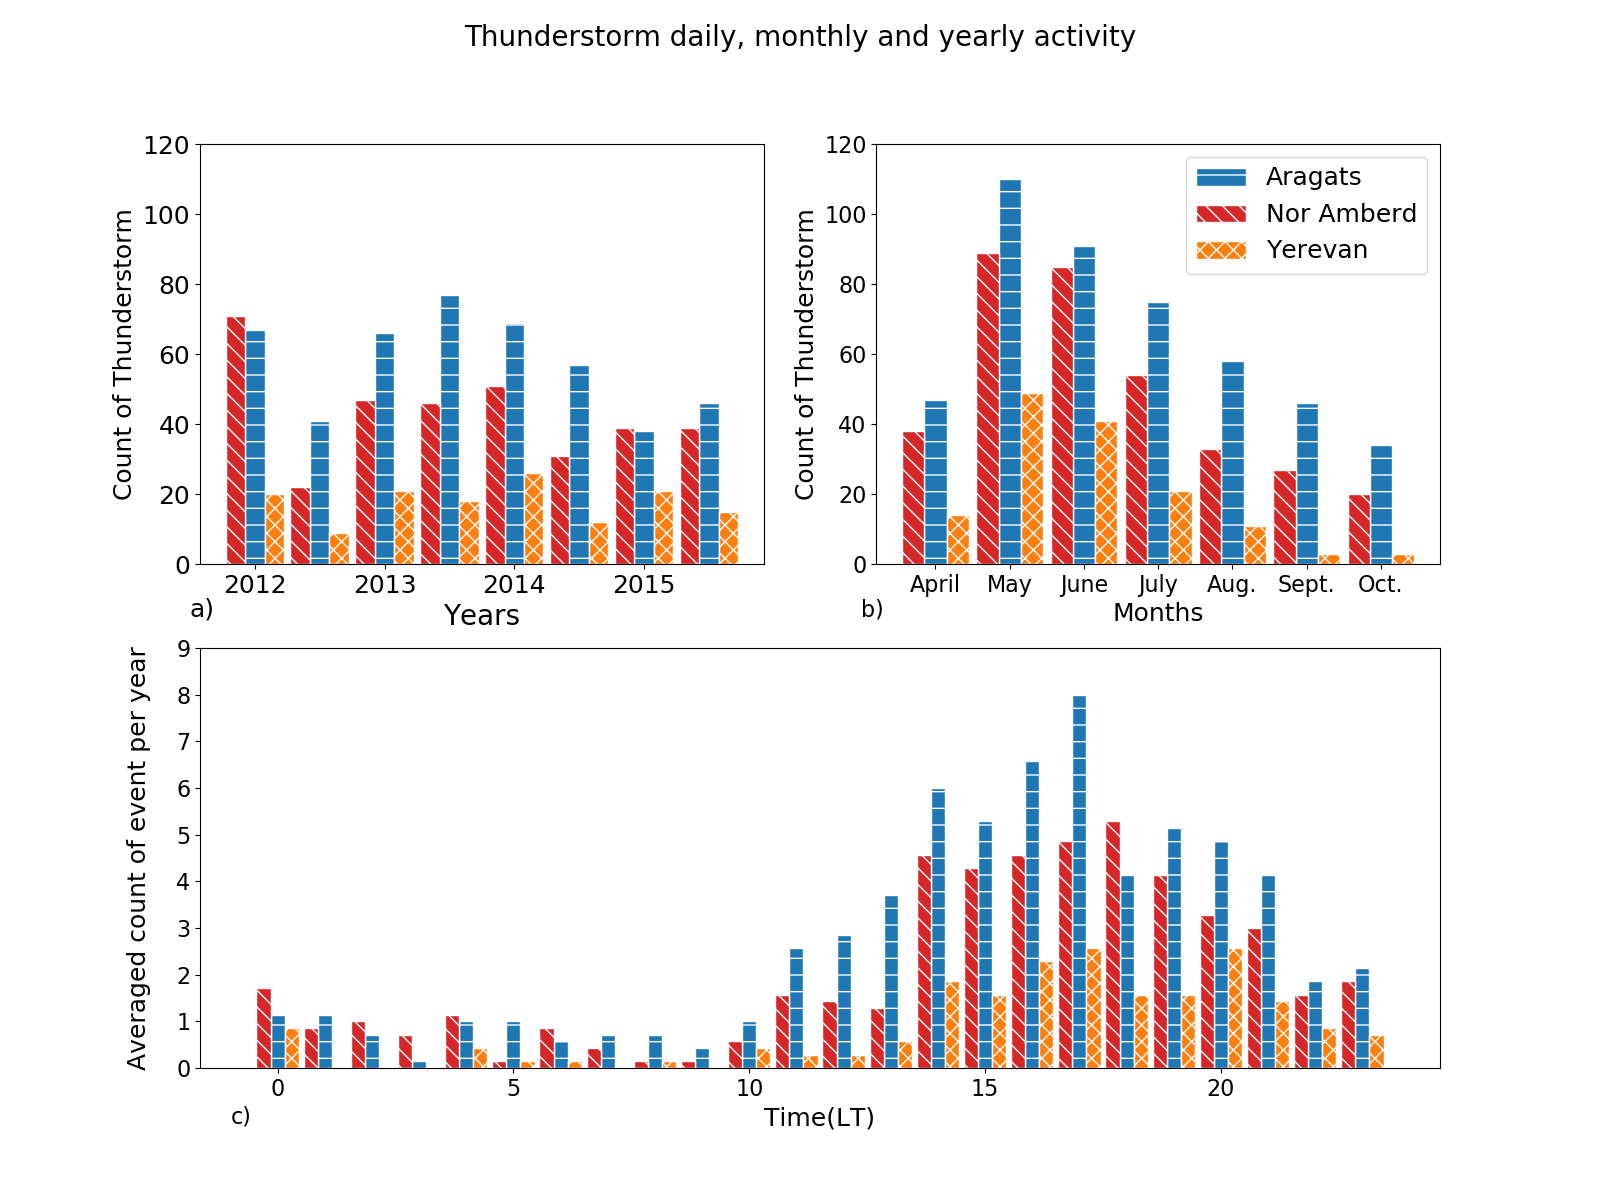 Thunderstorm daily, monthly and yearly activity
Count of Thunderstorm
120
100
80
60
40
20
0
2012 2013 2014 2015
a)
Years
Count of Thunderstorm
120
100
80
60
40
20
0
Aragats
Nor Amberd
Yerevan
April May June July Aug. Sept. Oct.
b)
Months
Averaged count of event per year
9
8
7
6
5
4
3
2
1
0
0 5 10 15 20
c)
Time(LT)